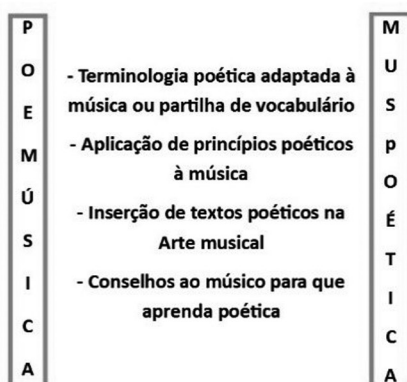 POEMÚSICA
- Terminologia poética adaptada à
música ou partilha de vocabulário
- Aplicação de princípios poéticos
à música
- Inserção de textos poéticos na
Arte musical
- Conselhos ao músico para que
aprenda poética
MUSpOÉTICA